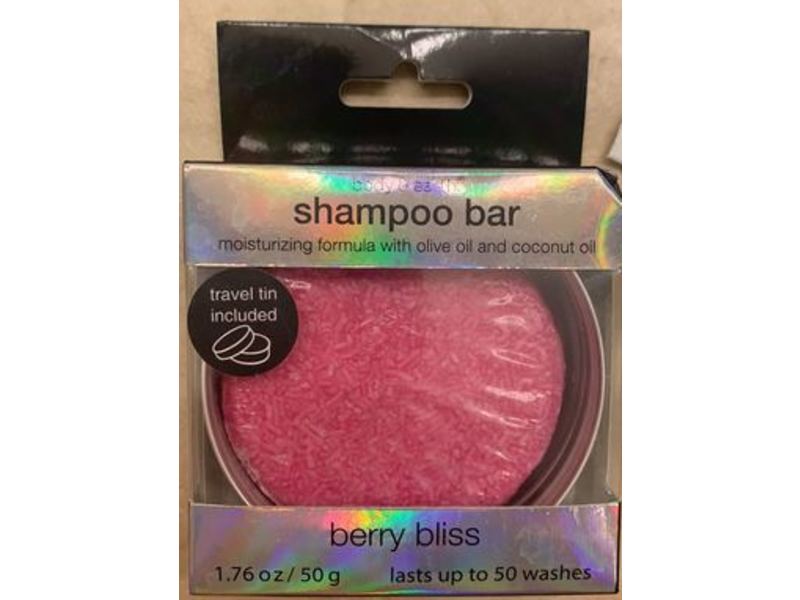 shampoo bar
moisturizing formula with olive oil and coconut oil
travel tin
included
berry bliss
1.76 oz / 50 g lasts up to 50 washes